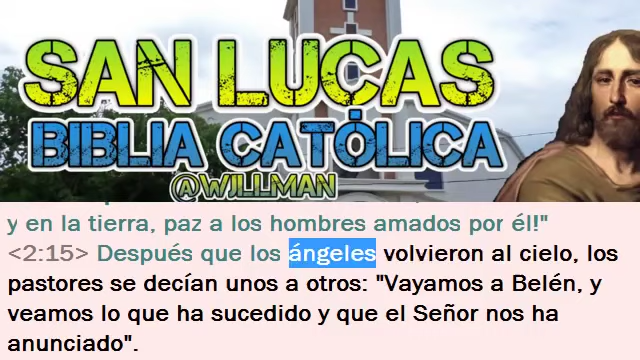 SAN LUCAS
BIBLIA CATÓLICA
@WILLMAN
y en la tierra, paz a los hombres amados por él!"
<2:15> Después que los ángeles volvieron al cielo, los
pastores se decían unos a otros: "Vayamos a Belén, y
veamos lo que ha sucedido y que el Señor nos ha
anunciado".